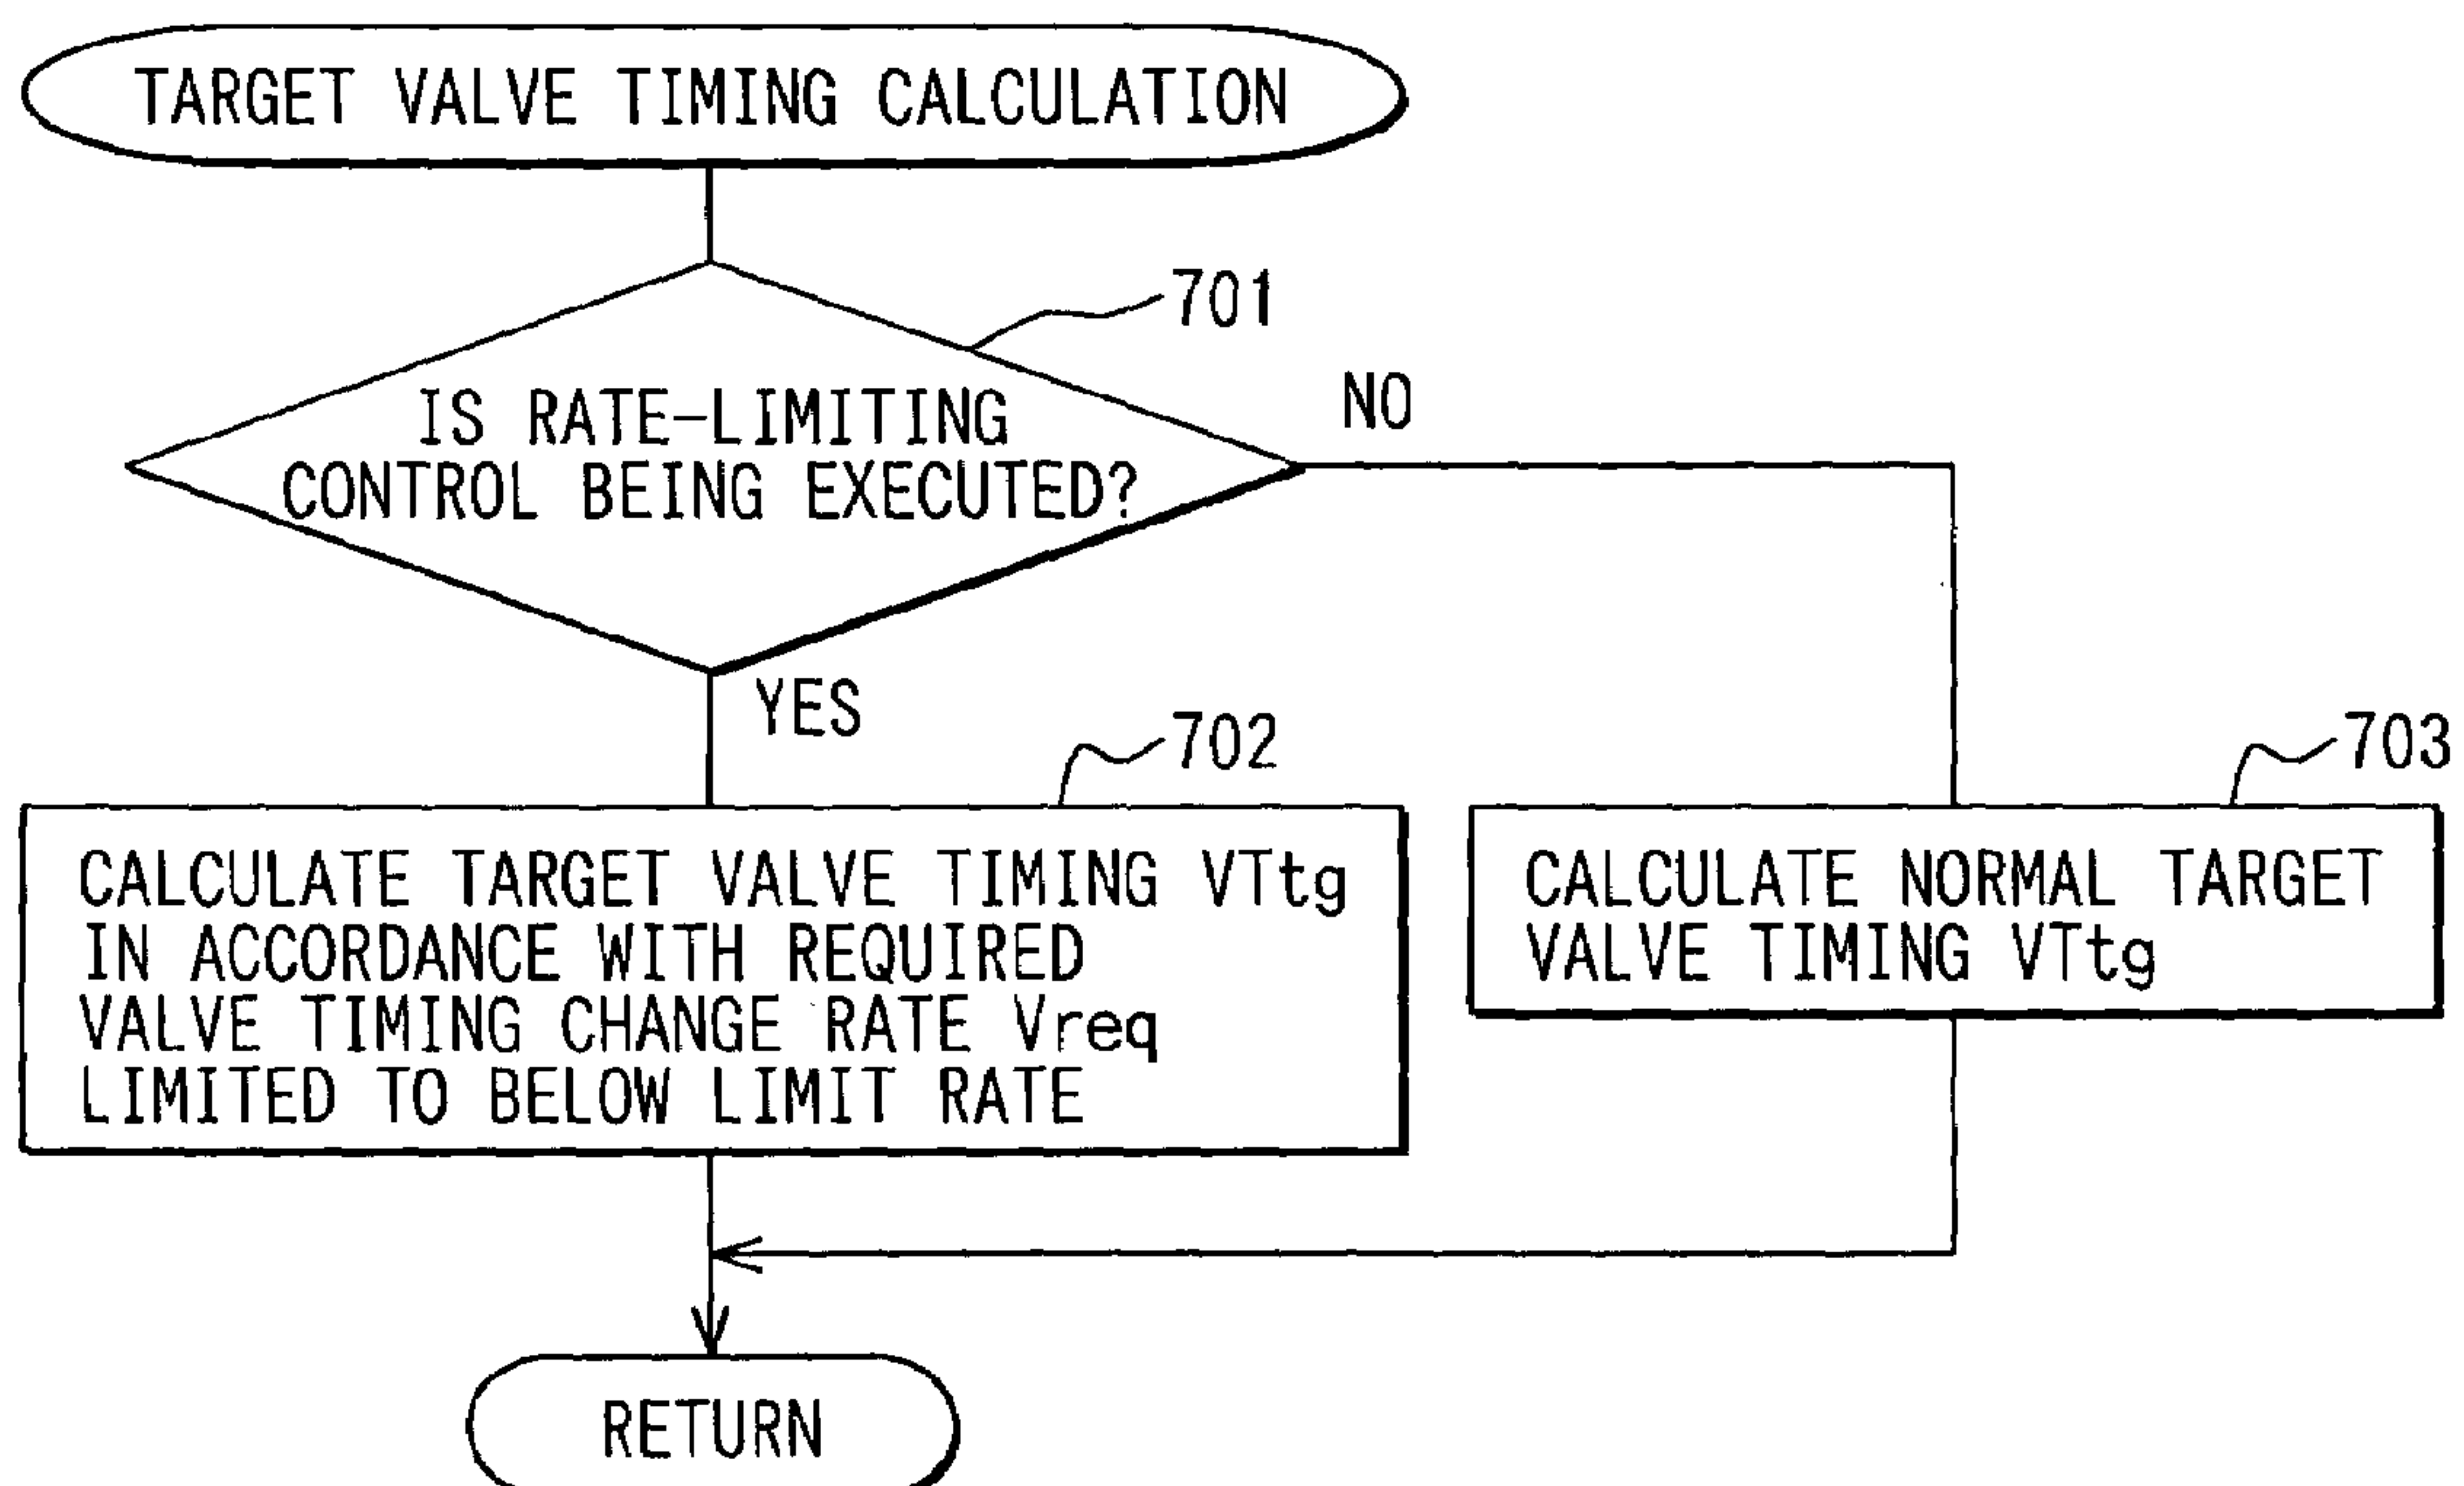 TARGET VALVE TIMING CALCULATION
701
IS RATE-LIMITING
CONTROL BEING EXECUTED?
NO
YES
702
703
CALCULATE TARGET VALVE TIMING VTtg
IN ACCORDANCE WITH REQUIRED
VALVE TIMING CHANGE RATE Vreq
LIMITED TO BELOW LIMIT RATE
CALCULATE NORMAL TARGET
VALVE TIMING VTtg
RETURN